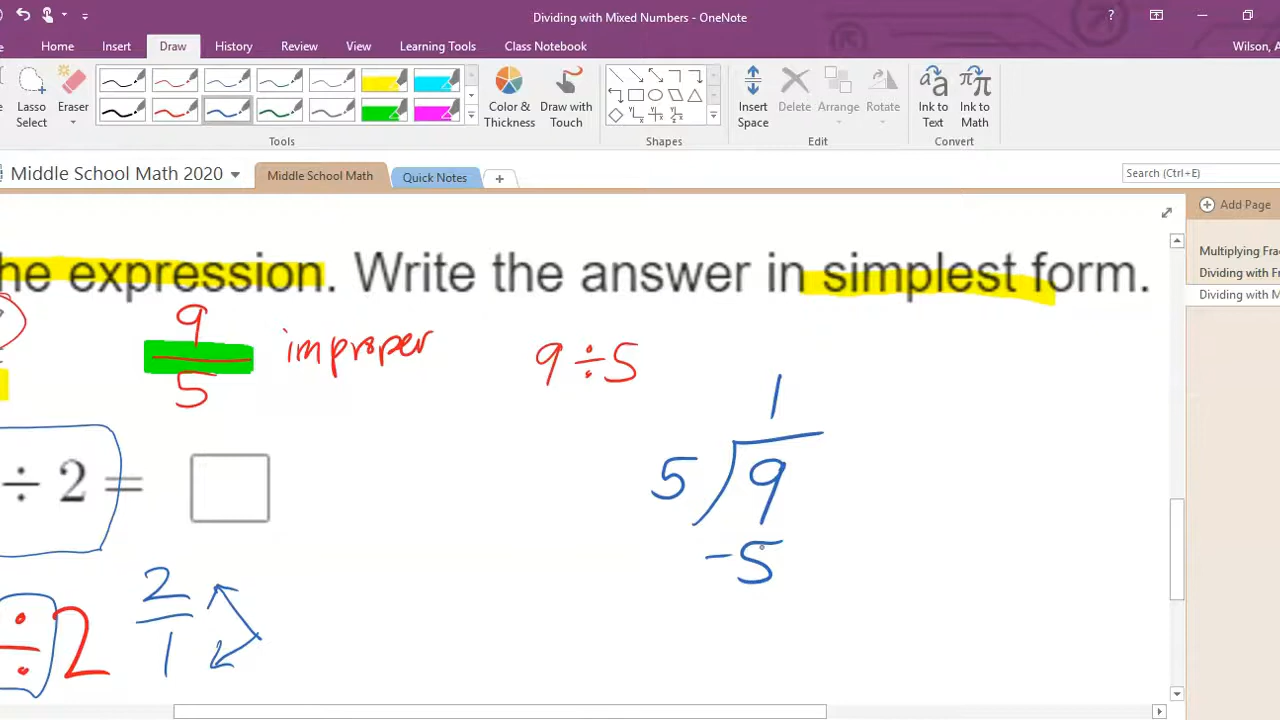 Dividing with Mixed Numbers - OneNote
?
Wilson, A
Home Insert Draw History Review View Learning Tools Class Notebook
Lasso Select
Eraser
Color & Thickness
Draw with Touch
Insert Space
Delete
Arrange
Rotate
Ink to Text
Ink to Math
Tools
Shapes
Edit
Convert
Middle School Math 2020
Middle School Math
Quick Notes
+
Search (Ctrl+E)
Add Page
Multiplying Fra
Dividing with Fr
Dividing with M
he expression. Write the answer in simplest form.
9
5
improper
9 ÷ 5
1
5 9
-5
÷ 2 =
÷ 2
2
1